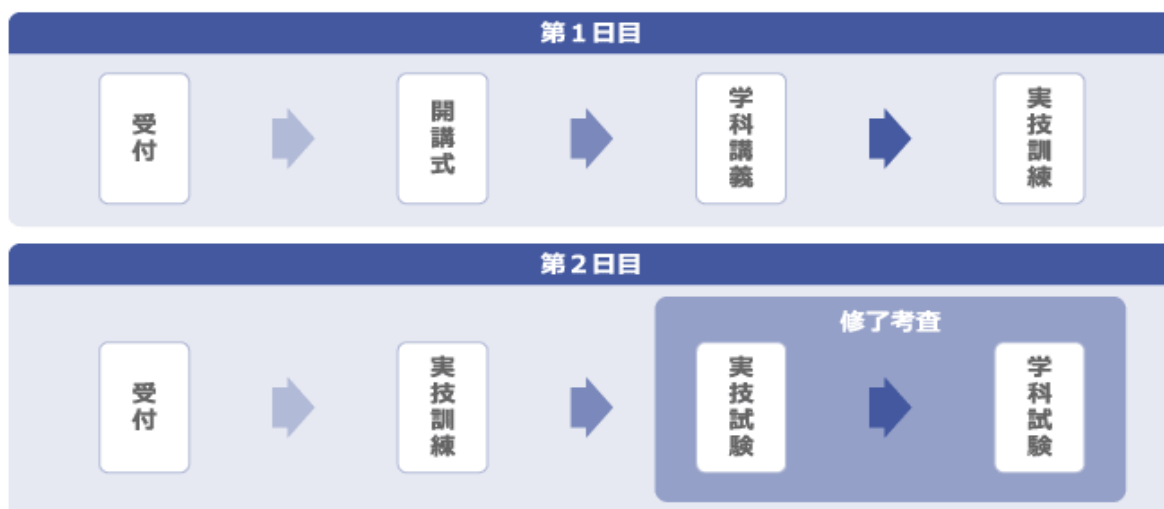 第1日目
受付
開講式
学科講義
実技訓練
第2日目
修了考査
受付
実技訓練
実技試験
学科試験